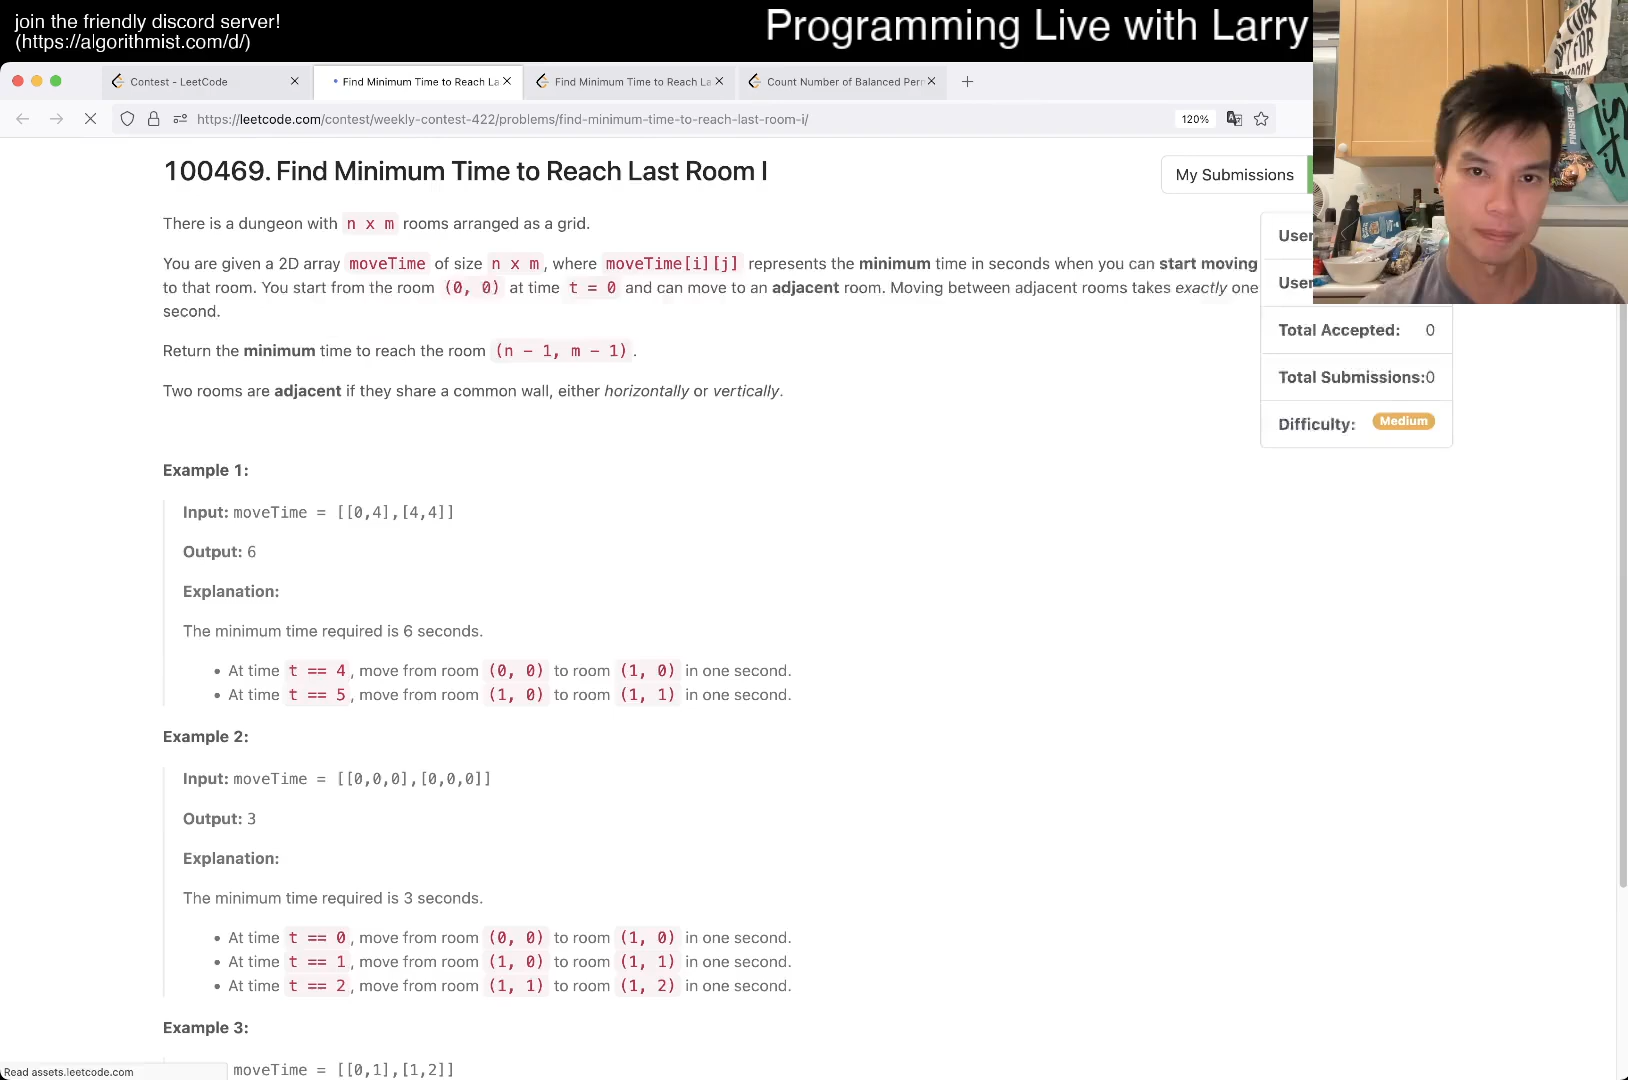 join the friendly discord server!
(https://algorithmist.com/d/)
Programming Live with Larry
Contest - LeetCode
Find Minimum Time to Reach La
Find Minimum Time to Reach La
Count Number of Balanced Per
https://leetcode.com/contest/weekly-contest-422/problems/find-minimum-time-to-reach-last-room-i/
120%
100469. Find Minimum Time to Reach Last Room I
My Submissions
There is a dungeon with n x m rooms arranged as a grid.
You are given a 2D array moveTime of size n x m, where moveTime[i][j] represents the minimum time in seconds when you can start moving
to that room. You start from the room (0, 0) at time t = 0 and can move to an adjacent room. Moving between adjacent rooms takes exactly one
second.
Return the minimum time to reach the room (n - 1, m - 1).
Two rooms are adjacent if they share a common wall, either horizontally or vertically.
User
User
Total Accepted: 0
Total Submissions:0
Difficulty: Medium
Example 1:
Input: moveTime = [[0,4],[4,4]]
Output: 6
Explanation:
The minimum time required is 6 seconds.
• At time t == 4, move from room (0, 0) to room (1, 0) in one second.
• At time t == 5, move from room (1, 0) to room (1, 1) in one second.
Example 2:
Input: moveTime = [[0,0,0],[0,0,0]]
Output: 3
Explanation:
The minimum time required is 3 seconds.
• At time t == 0, move from room (0, 0) to room (1, 0) in one second.
• At time t == 1, move from room (1, 0) to room (1, 1) in one second.
• At time t == 2, move from room (1, 1) to room (1, 2) in one second.
Example 3:
moveTime = [[0,1],[1,2]]
Read assets.leetcode.com
FINISHER